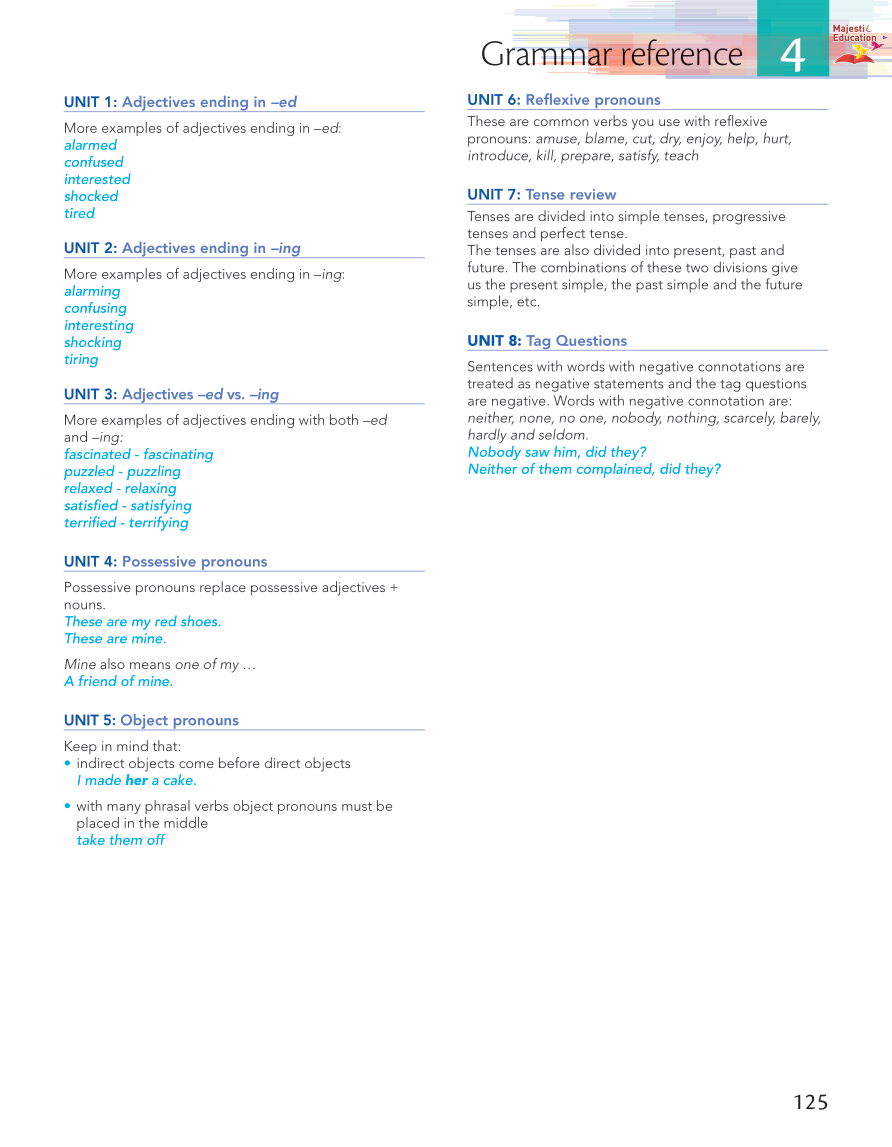 Grammar reference 4
Majesti
Education
UNIT 1: Adjectives ending in –ed
More examples of adjectives ending in –ed:
alarmed
confused
interested
shocked
tired
UNIT 2: Adjectives ending in –ing
More examples of adjectives ending in –ing:
alarming
confusing
interesting
shocking
tiring
UNIT 3: Adjectives –ed vs. –ing
More examples of adjectives ending with both –ed
and –ing:
fascinated - fascinating
puzzled - puzzling
relaxed - relaxing
satisfied - satisfying
terrified - terrifying
UNIT 4: Possessive pronouns
Possessive pronouns replace possessive adjectives +
nouns.
These are my red shoes.
These are mine.
Mine also means one of my …
A friend of mine.
UNIT 5: Object pronouns
Keep in mind that:
• indirect objects come before direct objects
I made her a cake.
• with many phrasal verbs object pronouns must be
placed in the middle
take them off
UNIT 6: Reflexive pronouns
These are common verbs you use with reflexive
pronouns: amuse, blame, cut, dry, enjoy, help, hurt,
introduce, kill, prepare, satisfy, teach
UNIT 7: Tense review
Tenses are divided into simple tenses, progressive
tenses and perfect tense.
The tenses are also divided into present, past and
future. The combinations of these two divisions give
us the present simple, the past simple and the future
simple, etc.
UNIT 8: Tag Questions
Sentences with words with negative connotations are
treated as negative statements and the tag questions
are negative. Words with negative connotation are:
neither, none, no one, nobody, nothing, scarcely, barely,
hardly and seldom.
Nobody saw him, did they?
Neither of them complained, did they?
125